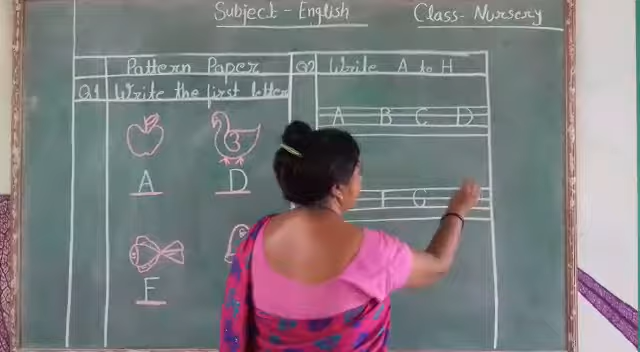 Subject - English
Class - Nursery
Pattern Paper
Q1 Write the first letter
A
D
F
Q2 Write A to H
A B C D
F G